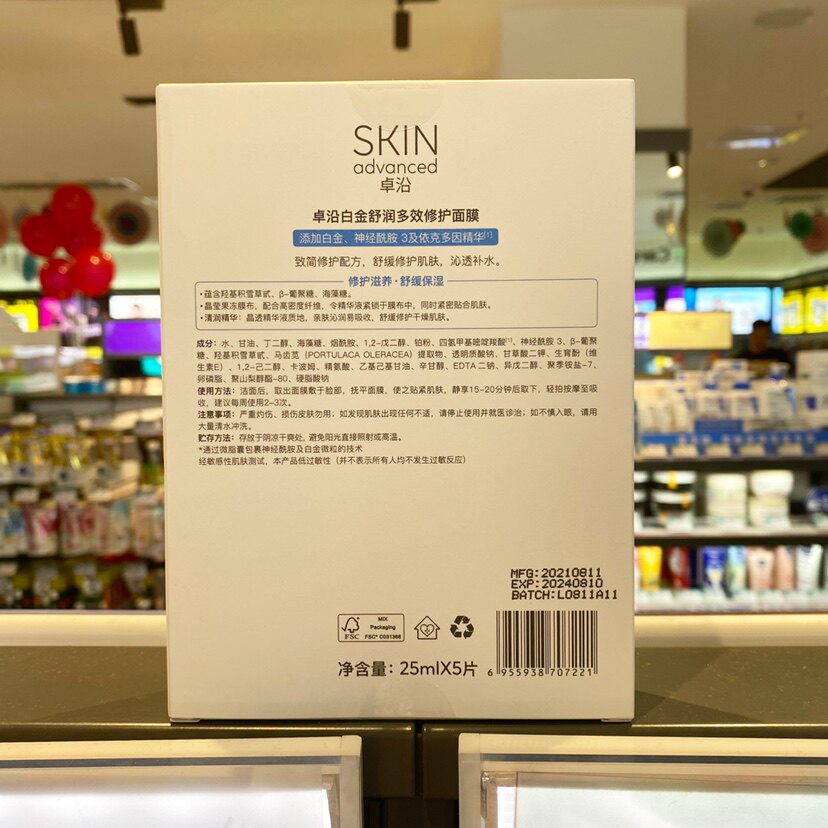 SKIN
advanced
卓沿
卓沿白金舒润多效修护面膜
添加白金、神经酰胺 3及依克多因精华[1]
致简修护配方，舒缓修护肌肤，沁透补水。
修护滋养·舒缓保湿
•蕴含羟基积雪草甙、β-葡聚糖、海藻糖。
•晶莹果冻膜布，配合高密度纤维，令精华液紧锁于膜布中，同时紧密贴合肌肤。
•清润精华：晶透精华液质地，亲肤沁润易吸收，舒缓修护干燥肌肤。
成分：水、甘油、丁二醇、海藻糖、烟酰胺、1,2-戊二醇、铂粉、四氢甲基嘧啶羧酸[1]、神经酰胺 3、β-葡聚
糖、羟基积雪草甙、马齿苋（PORTULACA OLERACEA）提取物、透明质酸钠、甘草酸二钾、生育酚（维
生素E）、1,2-己二醇、卡波姆、精氨酸、乙基己基甘油、辛甘醇、EDTA 二钠、异戊二醇、聚季铵盐-7、
卵磷脂、聚山梨醇酯-80、硬脂酸钠
使用方法：洁面后，取出面膜敷于脸部，抚平面膜，使之贴紧肌肤，静享15-20分钟后取下，轻拍按摩至吸
收，建议每周使用2-3次。
注意事项：严重灼伤、损伤皮肤勿用；如发现肌肤出现任何不适，请停止使用并就医诊治；如不慎入眼，请用
大量清水冲洗。
贮存方法：存放于阴凉干爽处，避免阳光直接照射或高温。
*通过微脂囊包裹神经酰胺及白金微粒的技术
经敏感性肌肤测试，本产品低过敏性（并不表示所有人均不发生过敏反应）
MFG:20210811
EXP:20240810
BATCH:L0811A11
FSC
MIX
Packaging
FSC® C031368
净含量：25mlX5片
6 955938 707221